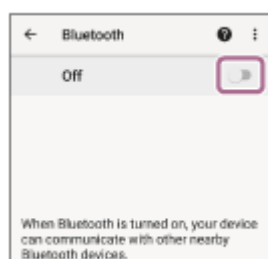 Bluetooth
Off
When Bluetooth is turned on, your device
can communicate with other nearby
Bluetooth devices.